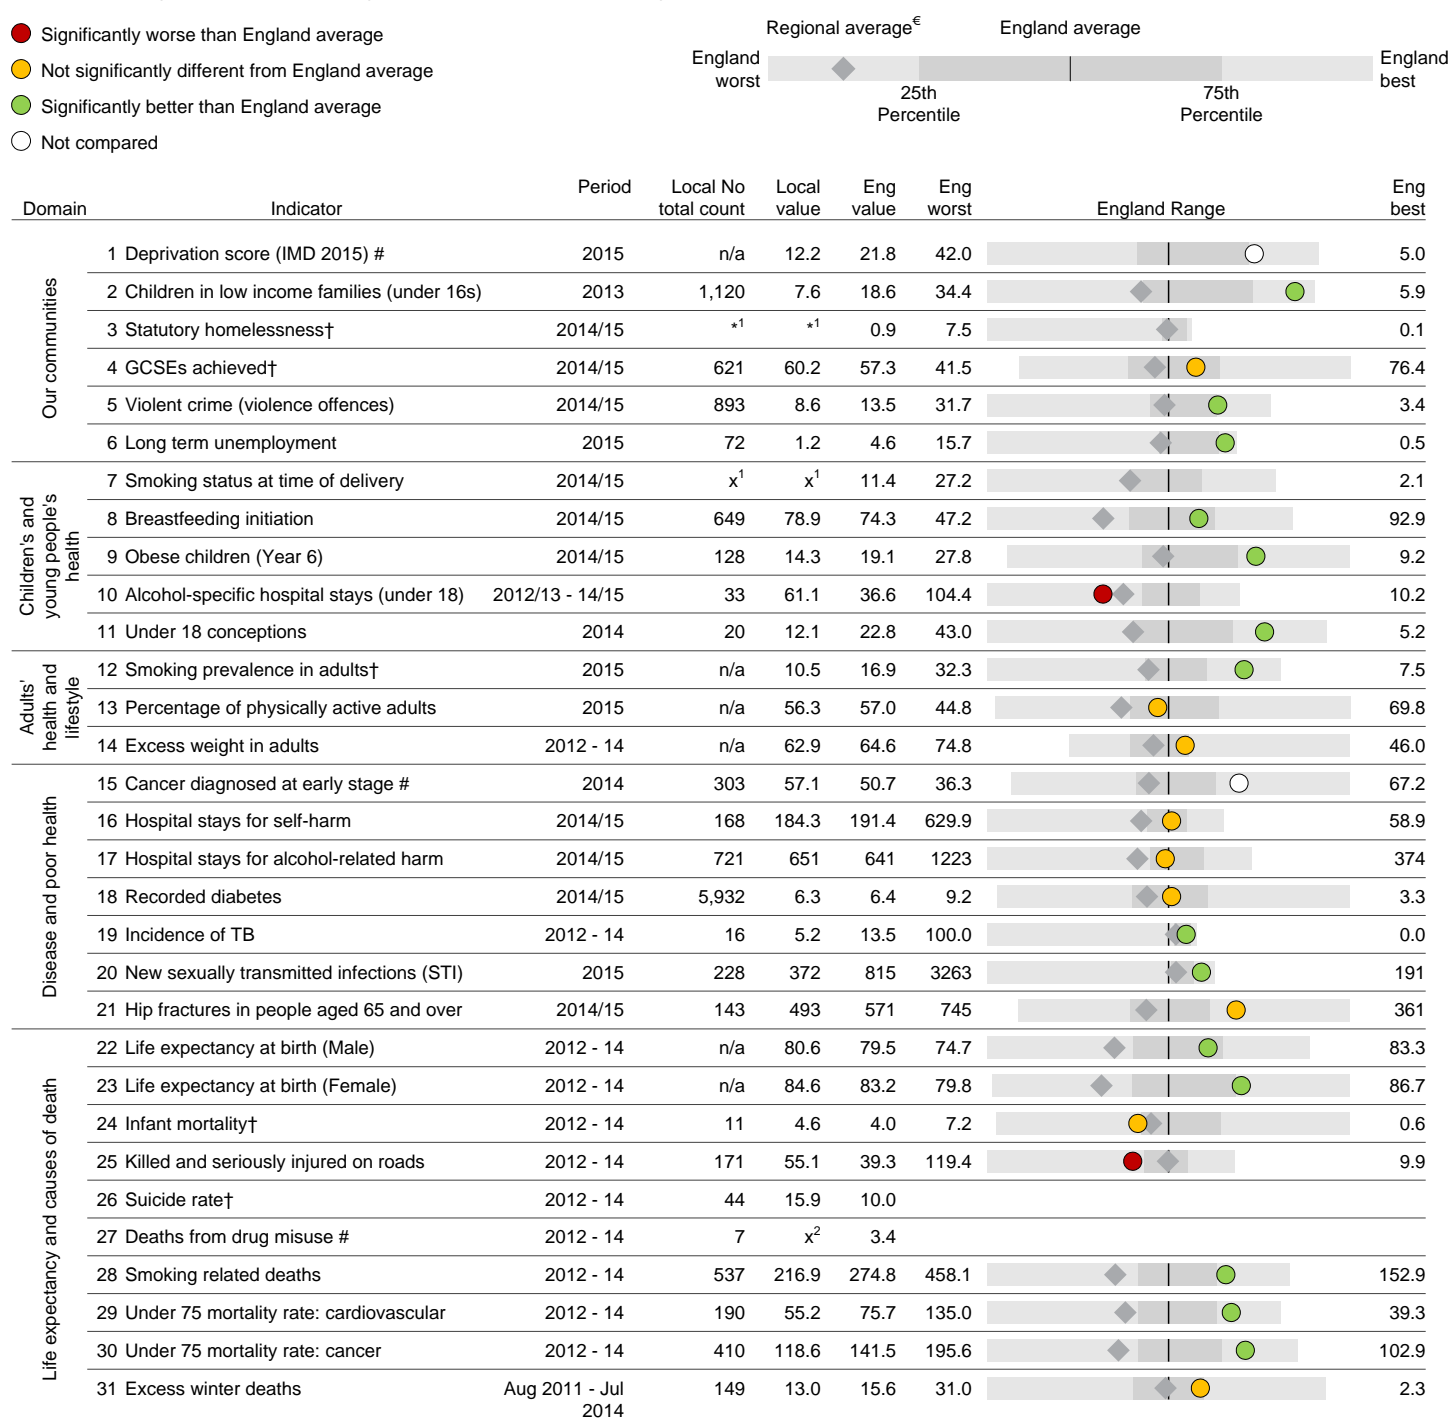 Significantly worse than England average
Not significantly different from England average
Significantly better than England average
Not compared
Regional average€ England average
England worst
England best
25th Percentile
75th Percentile
Domain Indicator Period Local No total count Local value Eng value Eng worst England Range Eng best
Our communities
1 Deprivation score (IMD 2015) # 2015 n/a 12.2 21.8 42.0 5.0
2 Children in low income families (under 16s) 2013 1,120 7.6 18.6 34.4 5.9
3 Statutory homelessness† 2014/15 *1 *1 0.9 7.5 0.1
4 GCSEs achieved† 2014/15 621 60.2 57.3 41.5 76.4
5 Violent crime (violence offences) 2014/15 893 8.6 13.5 31.7 3.4
6 Long term unemployment 2015 72 1.2 4.6 15.7 0.5
Children's and young people's health
7 Smoking status at time of delivery 2014/15 x1 x1 11.4 27.2 2.1
8 Breastfeeding initiation 2014/15 649 78.9 74.3 47.2 92.9
9 Obese children (Year 6) 2014/15 128 14.3 19.1 27.8 9.2
10 Alcohol-specific hospital stays (under 18) 2012/13 - 14/15 33 61.1 36.6 104.4 10.2
11 Under 18 conceptions 2014 20 12.1 22.8 43.0 5.2
Adults' health and lifestyle
12 Smoking prevalence in adults† 2015 n/a 10.5 16.9 32.3 7.5
13 Percentage of physically active adults 2015 n/a 56.3 57.0 44.8 69.8
14 Excess weight in adults 2012 - 14 n/a 62.9 64.6 74.8 46.0
Disease and poor health
15 Cancer diagnosed at early stage # 2014 303 57.1 50.7 36.3 67.2
16 Hospital stays for self-harm 2014/15 168 184.3 191.4 629.9 58.9
17 Hospital stays for alcohol-related harm 2014/15 721 651 641 1223 374
18 Recorded diabetes 2014/15 5,932 6.3 6.4 9.2 3.3
19 Incidence of TB 2012 - 14 16 5.2 13.5 100.0 0.0
20 New sexually transmitted infections (STI) 2015 228 372 815 3263 191
21 Hip fractures in people aged 65 and over 2014/15 143 493 571 745 361
Life expectancy and causes of death
22 Life expectancy at birth (Male) 2012 - 14 n/a 80.6 79.5 74.7 83.3
23 Life expectancy at birth (Female) 2012 - 14 n/a 84.6 83.2 79.8 86.7
24 Infant mortality† 2012 - 14 11 4.6 4.0 7.2 0.6
25 Killed and seriously injured on roads 2012 - 14 171 55.1 39.3 119.4 9.9
26 Suicide rate† 2012 - 14 44 15.9 10.0
27 Deaths from drug misuse # 2012 - 14 7 x2 3.4
28 Smoking related deaths 2012 - 14 537 216.9 274.8 458.1 152.9
29 Under 75 mortality rate: cardiovascular 2012 - 14 190 55.2 75.7 135.0 39.3
30 Under 75 mortality rate: cancer 2012 - 14 410 118.6 141.5 195.6 102.9
31 Excess winter deaths Aug 2011 - Jul 2014 149 13.0 15.6 31.0 2.3